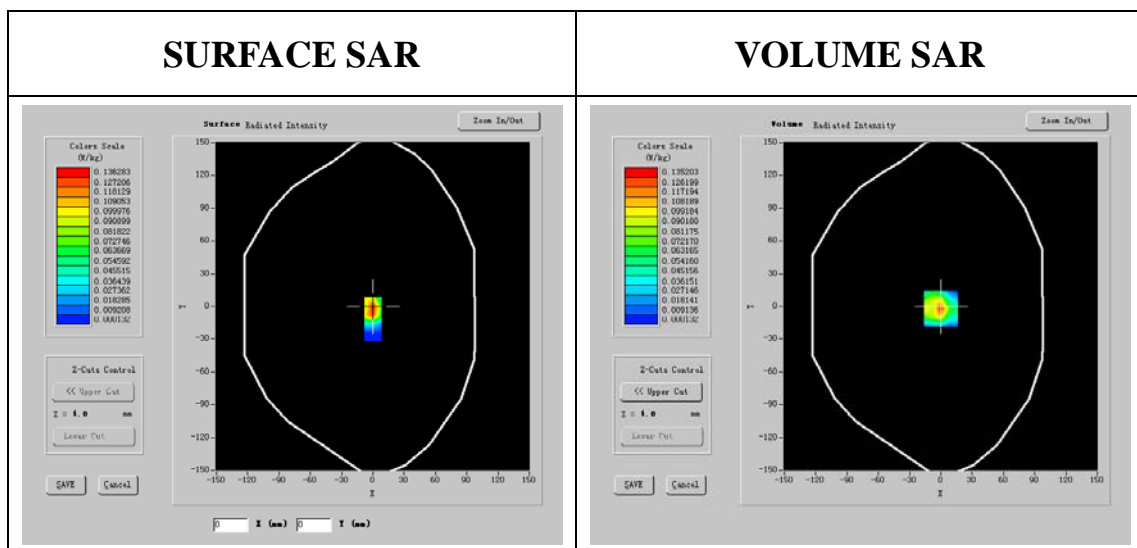 SURFACE SAR
VOLUME SAR
Surface Radiated Intensity
Zoom In/Out
Colors Scale
(W/kg)
0.136283
0.127206
0.118129
0.109053
0.099976
0.090899
0.081822
0.072746
0.063669
0.054592
0.045515
0.036439
0.027362
0.018285
0.009208
0.000132
150
90
60
30
0
-30
-60
-90
-120
-150
Y
-150 -120 -90 -60 -30 0 30 60 90 120 150
X
Z-Cuts Control
<< Upper Cut
mm
Lower Cut
SAVE
Cancel
0 X (mm) 0 Y (mm)
Volume Radiated Intensity
Zoom In/Out
Colors Scale
(W/kg)
0.135203
0.126199
0.117194
0.108189
0.099184
0.090180
0.081175
0.072170
0.063165
0.054160
0.045156
0.036151
0.027146
0.018141
0.009136
0.000132
150
90
60
30
0
-30
-60
-90
-120
-150
Y
-150 -120 -90 -60 -30 0 30 60 90 120 150
X
Z-Cuts Control
<< Upper Cut
mm
Lower Cut
SAVE
Cancel